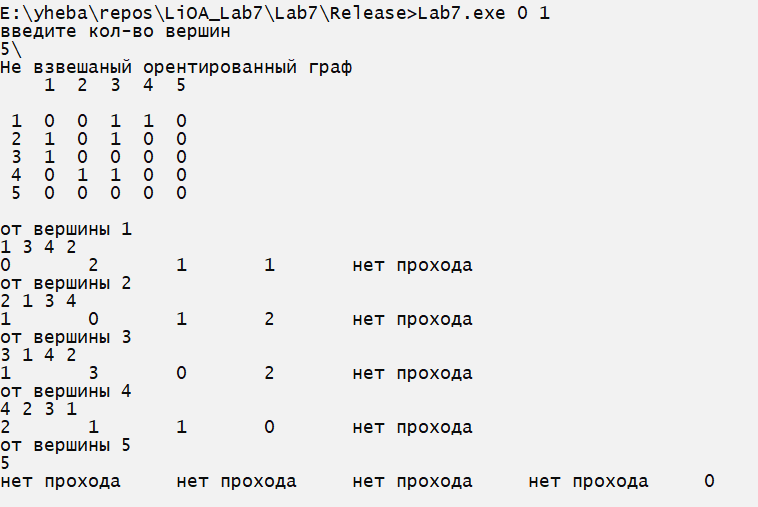 E:\yheba\repos\LiOA_Lab7\Lab7\Release>Lab7.exe 0 1
введите кол-во вершин
5\
Не взвешаный орентированный граф
1 2 3 4 5
1 0 0 1 1 0
2 1 0 1 0 0
3 1 0 0 0 0
4 0 1 1 0 0
5 0 0 0 0 0
от вершины 1
1 3 4 2
0 2 1 1 нет прохода
от вершины 2
2 1 3 4
1 0 1 2 нет прохода
от вершины 3
3 1 4 2
1 3 0 2 нет прохода
от вершины 4
4 2 3 1
2 1 1 0 нет прохода
от вершины 5
5
нет прохода нет прохода нет прохода нет прохода 0